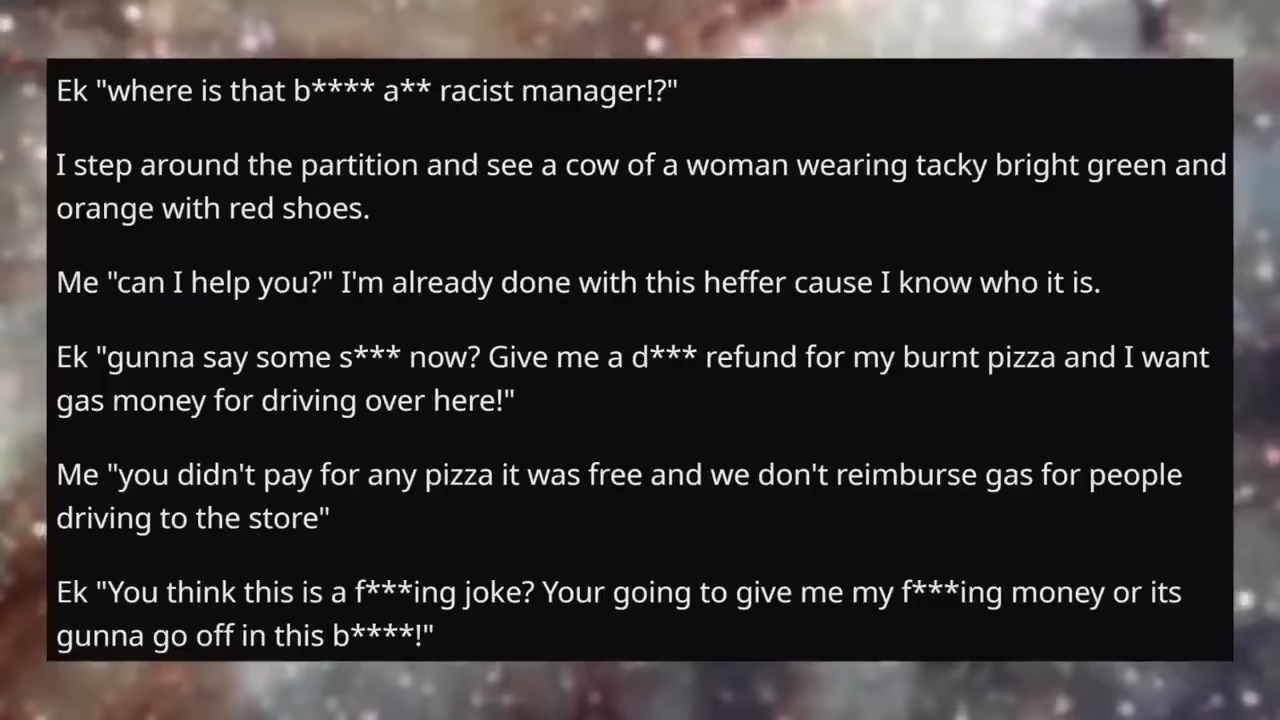 Ek "where is that b**** a** racist manager!?"
I step around the partition and see a cow of a woman wearing tacky bright green and
orange with red shoes.
Me "can I help you?" I'm already done with this heffer cause I know who it is.
Ek "gunna say some s*** now? Give me a d*** refund for my burnt pizza and I want
gas money for driving over here!"
Me "you didn't pay for any pizza it was free and we don't reimburse gas for people
driving to the store"
Ek "You think this is a f***ing joke? Your going to give me my f***ing money or its
gunna go off in this b****!"